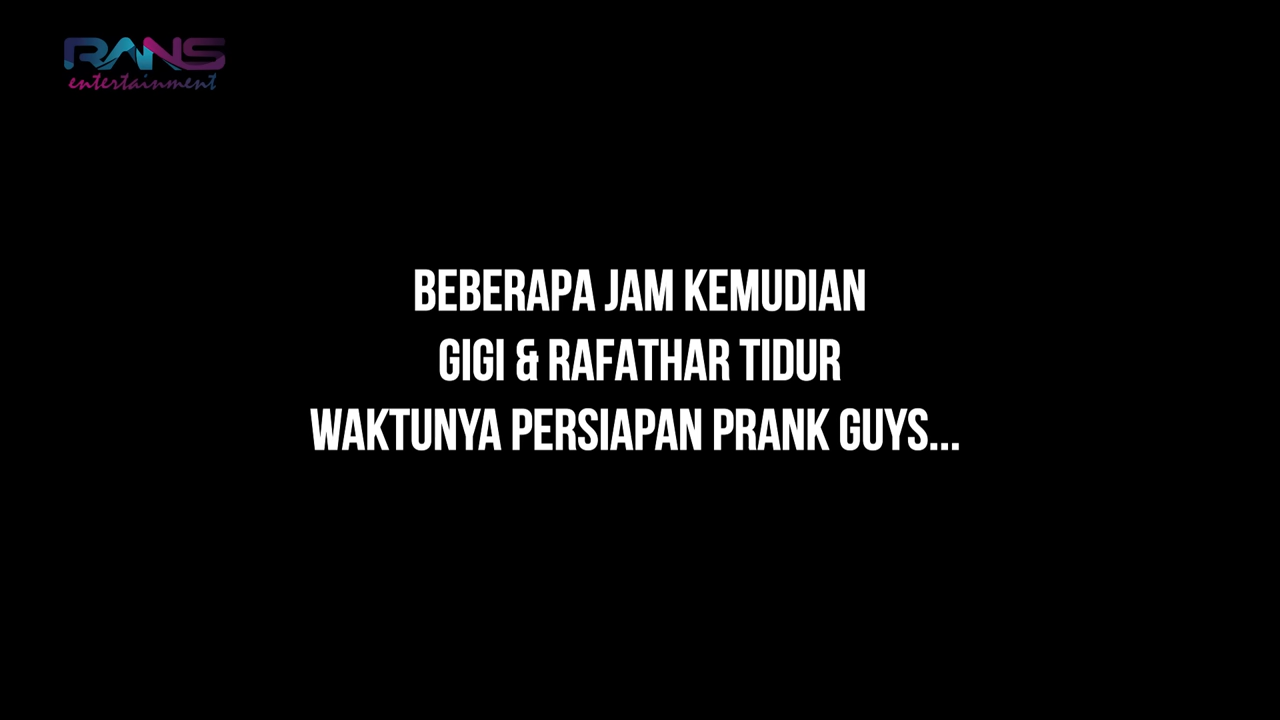 RANS
entertainment
BEBERAPA JAM KEMUDIAN
GIGI & RAFATHAR TIDUR
WAKTUNYA PERSIAPAN PRANK GUYS...